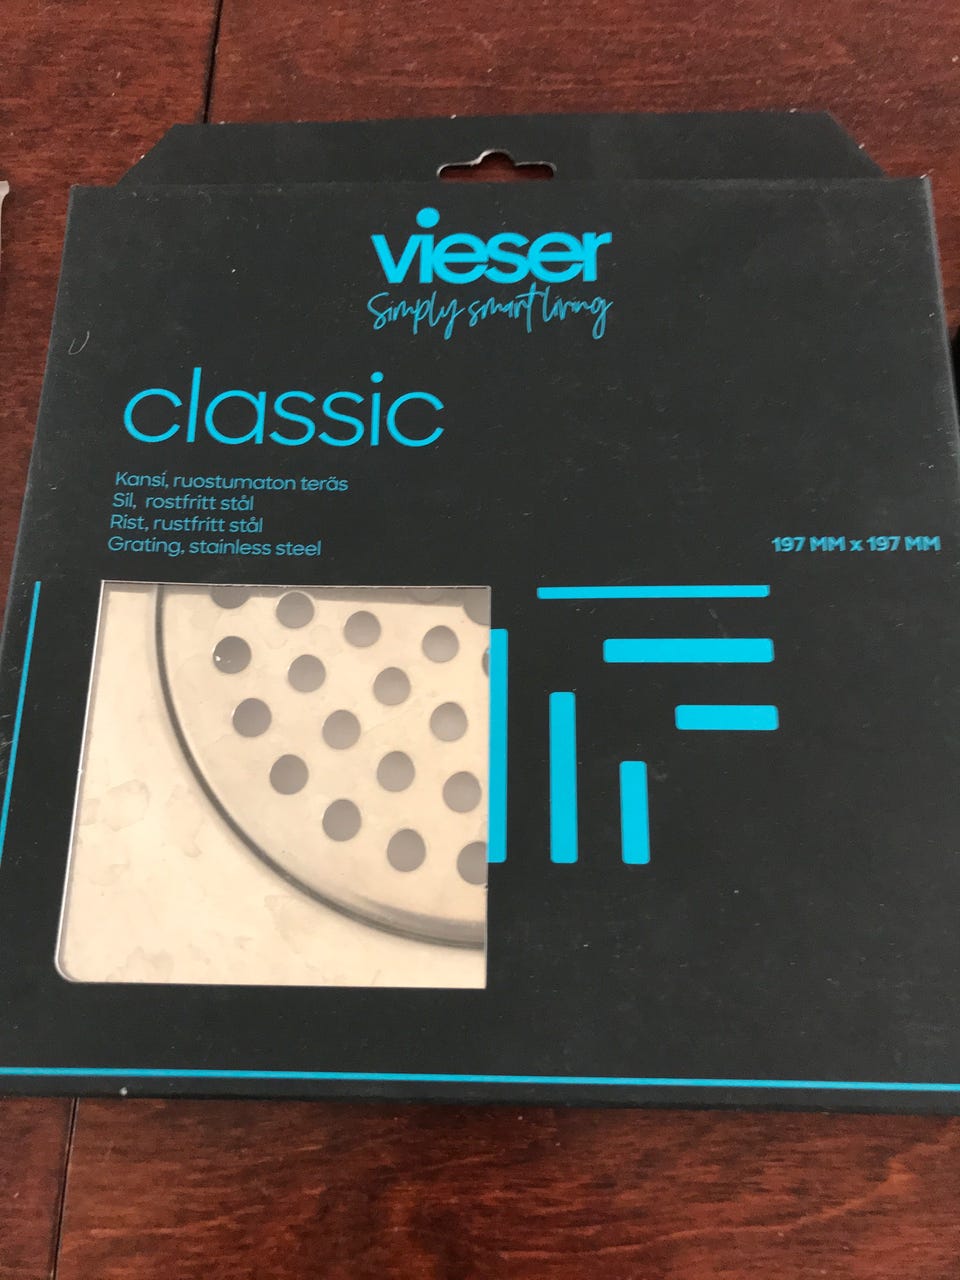 vieser
Simply smart living
classic
Kansi, ruostumaton teräs
Sil, rostfritt stål
Rist, rustfritt stål
Grating, stainless steel
197 MM x 197 MM